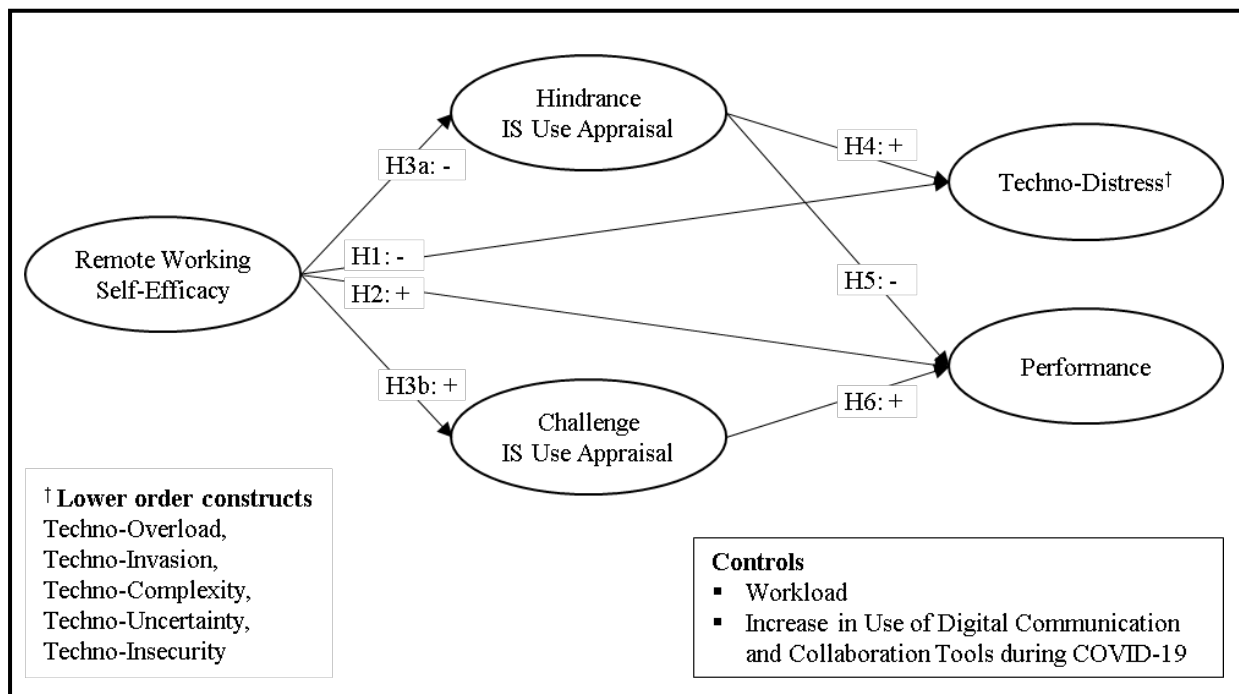 Hindrance
IS Use Appraisal
H4: +
H3a: -
Techno-Distress†
Remote Working
Self-Efficacy
H1: -
H2: +
H5: -
Performance
H3b: +
H6: +
Challenge
IS Use Appraisal
† Lower order constructs
Techno-Overload,
Techno-Invasion,
Techno-Complexity,
Techno-Uncertainty,
Techno-Insecurity
Controls
▪ Workload
▪ Increase in Use of Digital Communication
and Collaboration Tools during COVID-19